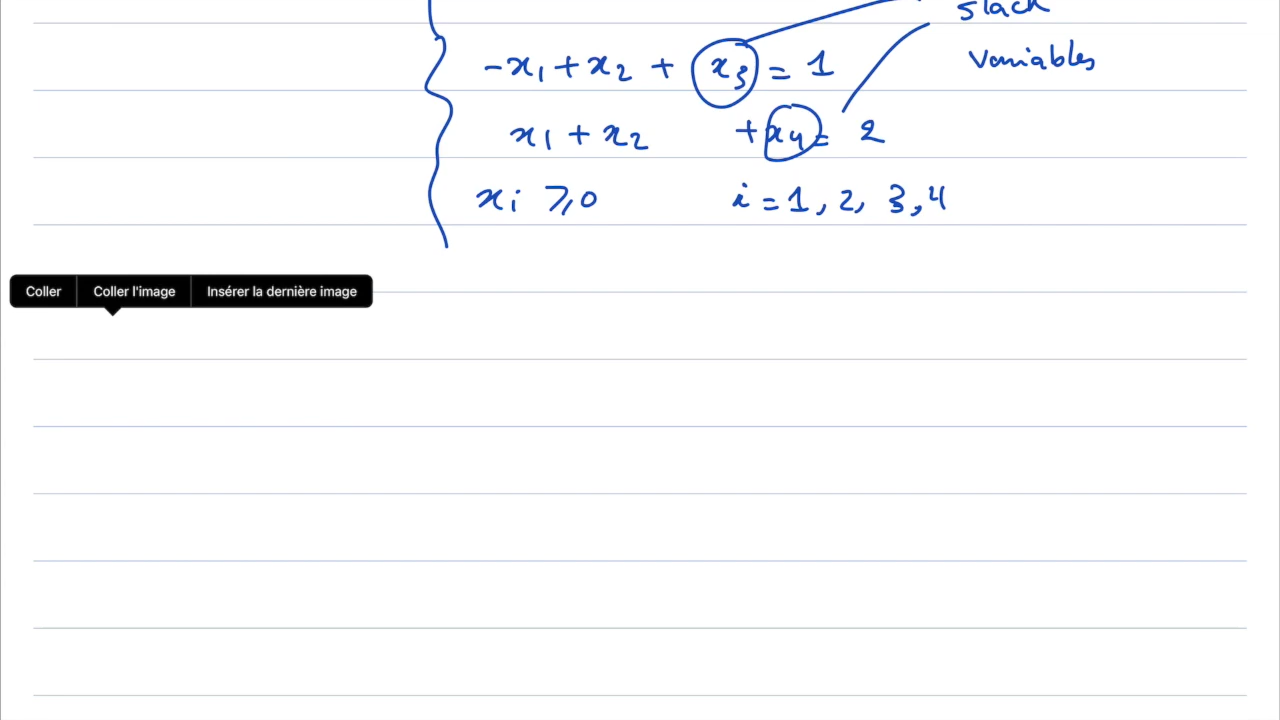 slack
variables
-x₁ + x₂ + x₃ = 1
x₁ + x₂ + x₄ = 2
xᵢ ⩾ 0 i = 1, 2, 3, 4
Coller Coller l'image Insérer la dernière image